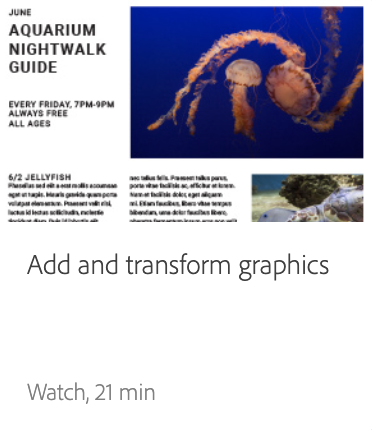 JUNE
AQUARIUM
NIGHTWALK
GUIDE
EVERY FRIDAY, 7PM-9PM
ALWAYS FREE
ALL AGES
6/2 JELLYFISH
Phasellus sed elit a erat mollis accumsan
eget ut turpis. Mauris gravida quam porta
volutpat elementum. Praesent velit nisl,
luctus id lectus sollicitudin, molestie
nec tellus felis. Praesent tellus purus,
porta vitae facilisis ac, efficitur et lorem.
Nam et facilisis dolor, eget aliquam
mi. Etiam faucibus, libero vitae tempus
bibendum, urna dolor faucibus libero,
Add and transform graphics
Watch, 21 min